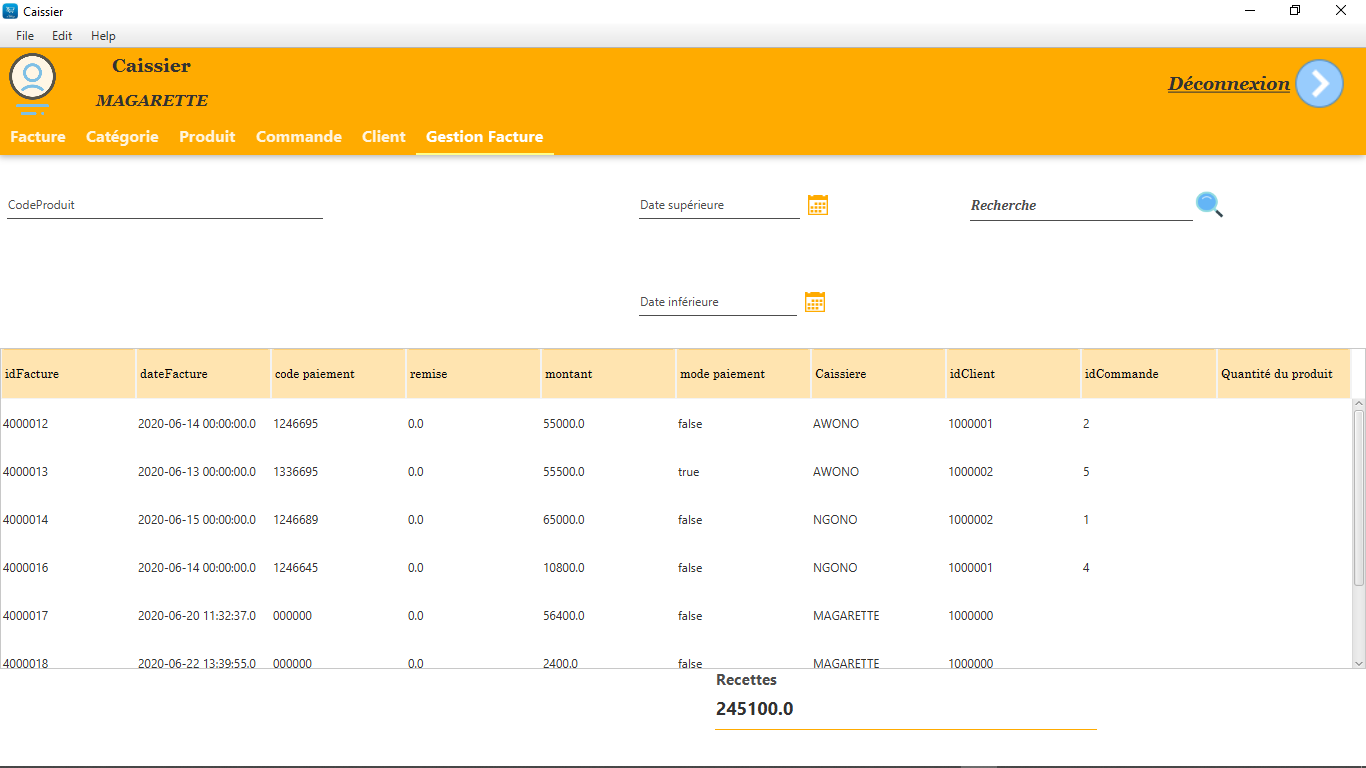 Caissier
File Edit Help
Caissier
MAGARETTE
Déconnexion
Facture Catégorie Produit Commande Client Gestion Facture
CodeProduit Date supérieure Recherche
Date inférieure
idFacture dateFacture code paiement remise montant mode paiement Caissiere idClient idCommande Quantité du produit
4000012 2020-06-14 00:00:00.0 1246695 0.0 55000.0 false AWONO 1000001 2
4000013 2020-06-13 00:00:00.0 1336695 0.0 55500.0 true AWONO 1000002 5
4000014 2020-06-15 00:00:00.0 1246689 0.0 65000.0 false NGONO 1000002 1
4000016 2020-06-14 00:00:00.0 1246645 0.0 10800.0 false NGONO 1000001 4
4000017 2020-06-20 11:32:37.0 000000 0.0 56400.0 false MAGARETTE 1000000
4000018 2020-06-22 13:39:55.0 000000 0.0 2400.0 false MAGARETTE 1000000
Recettes
245100.0